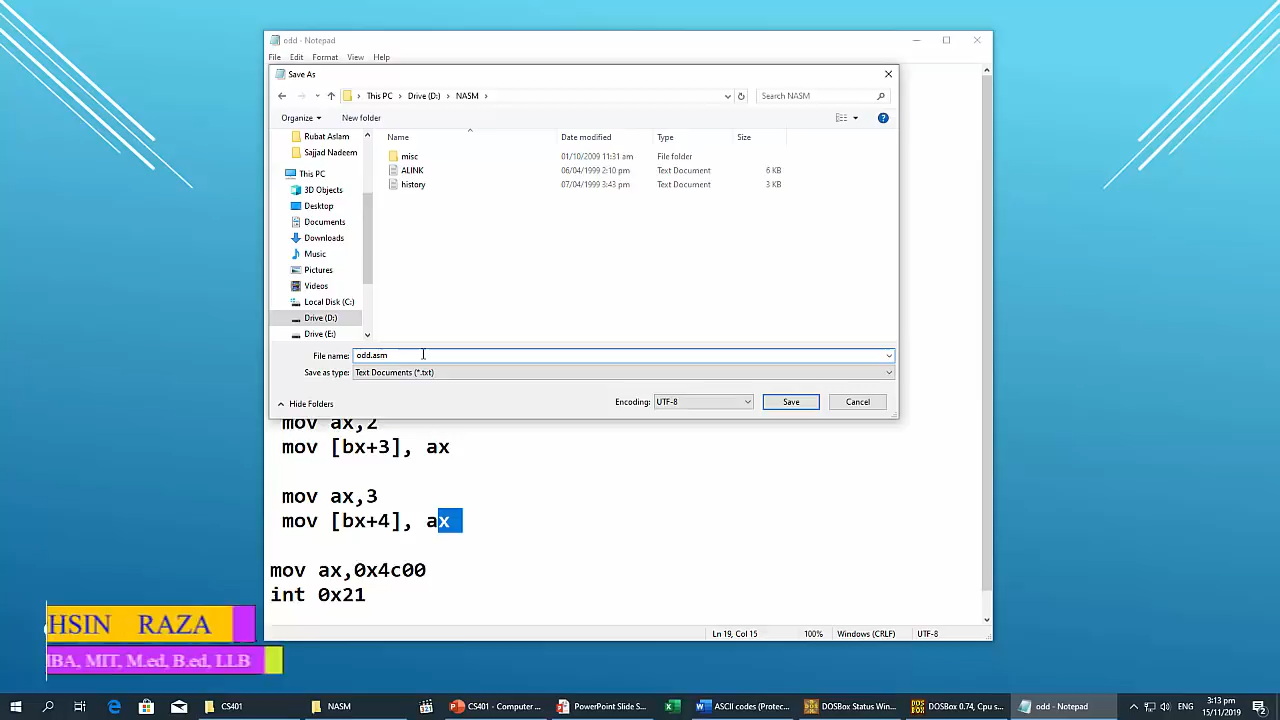 odd - Notepad
File Edit Format View Help
Save As
This PC > Drive (D:) > NASM >
Search NASM
Organize
New folder
Name
Date modified
Type
Size
Rubat Aslam
Sajjad Nadeem
This PC
3D Objects
Desktop
Documents
Downloads
Music
Pictures
Videos
Local Disk (C:)
Drive (D:)
Drive (E:)
misc 01/10/2009 11:31 am File folder
ALINK 06/04/1999 2:10 pm Text Document 6 KB
history 07/04/1999 3:43 pm Text Document 3 KB
File name: odd.asm
Save as type: Text Documents (*.txt)
Hide Folders
Encoding: UTF-8
Save
Cancel
mov ax,2
mov [bx+3], ax
mov ax,3
mov [bx+4], ax
mov ax,0x4c00
int 0x21
HSIN RAZA
MBA, MIT, M.ed, B.ed, LLB
Ln 19, Col 15 100% Windows (CRLF) UTF-8
CS401
NASM
CS401 - Computer ...
PowerPoint Slide S...
ASCII codes (Protec...
DOSBox Status Win...
DOSBox 0.74, Cpu s...
odd - Notepad
ENG
3:13 pm
15/11/2019